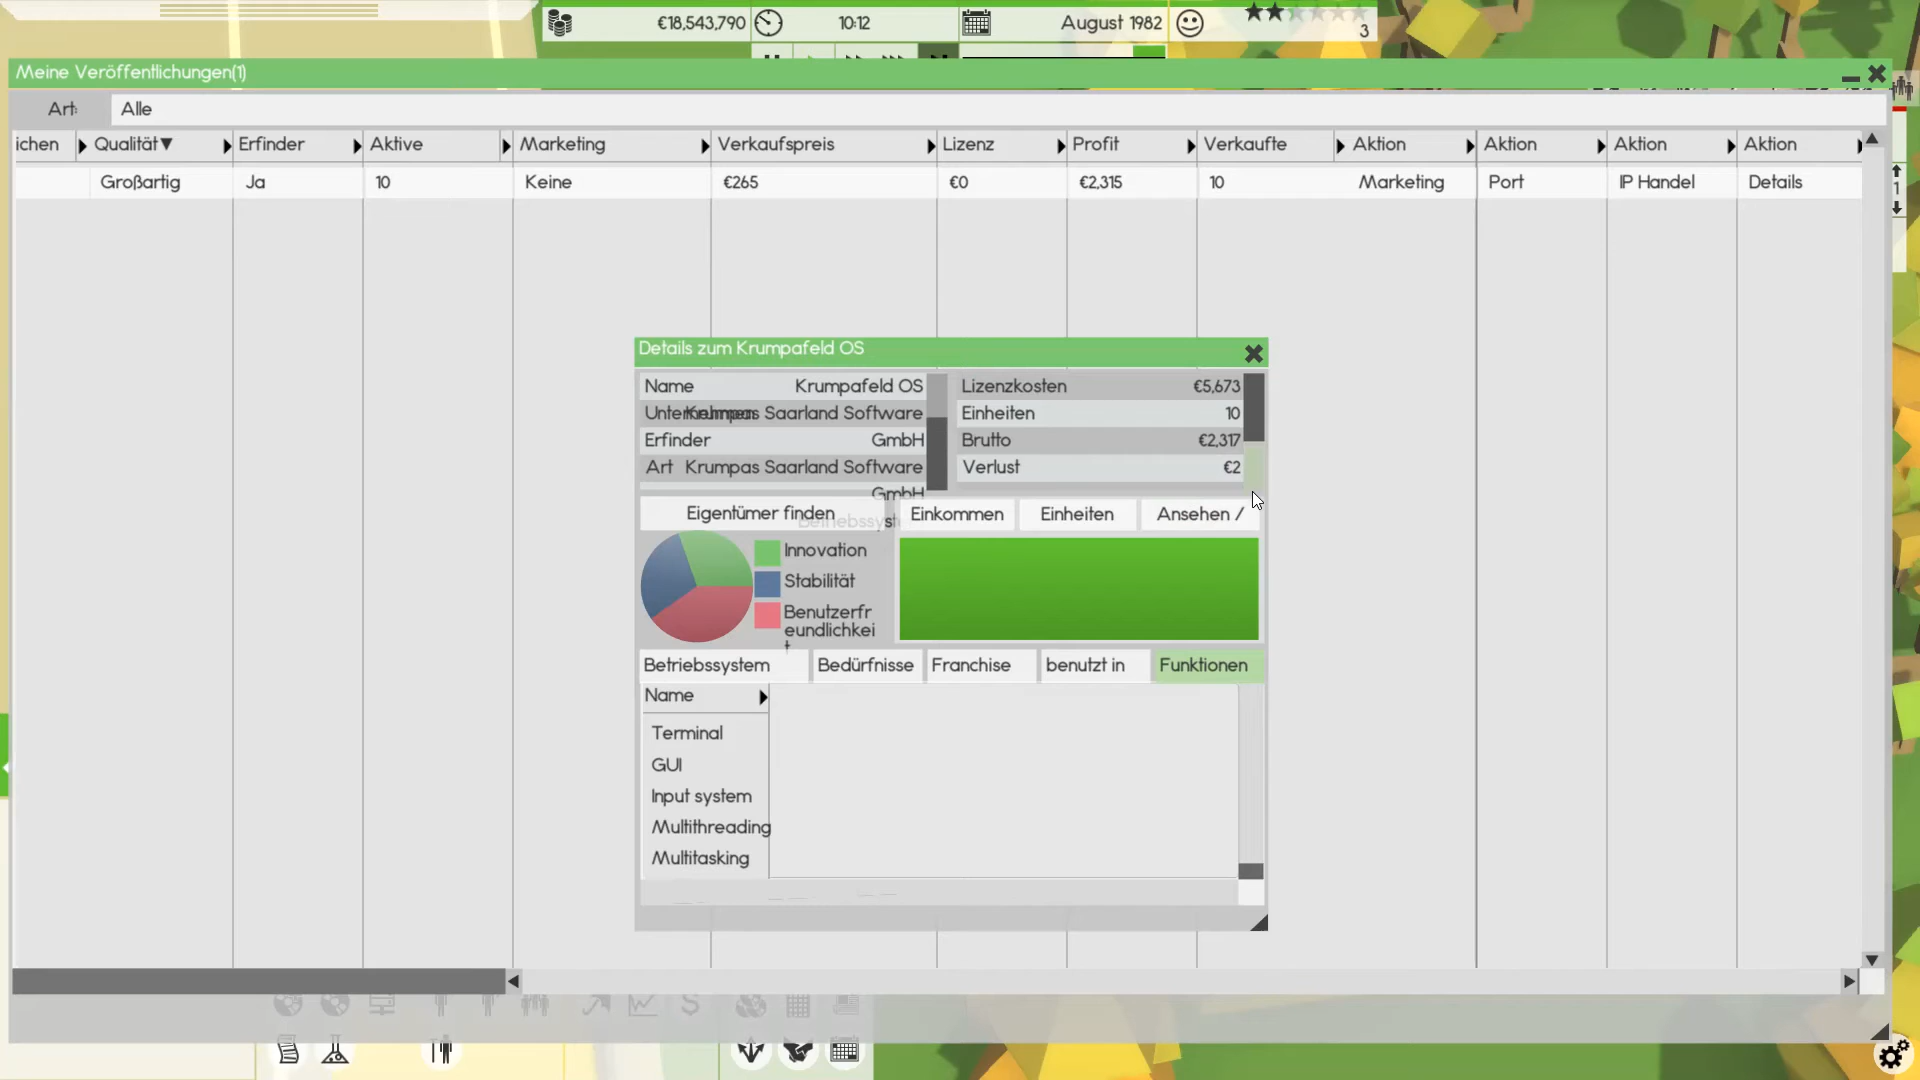 €18,543,790 10:12 August 1982 3
Meine Veröffentlichungen(1)
Art: Alle
ichen Qualität▼ Erfinder Aktive Marketing Verkaufspreis Lizenz Profit Verkaufte Aktion Aktion Aktion Aktion
Großartig Ja 10 Keine €265 €0 €2,315 10 Marketing Port IP Handel Details
1
Details zum Krumpafeld OS
Name Krumpafeld OS
Unternehmen Krumpas Saarland Software
Erfinder GmbH
Art Krumpas Saarland Software
GmbH
Betriebssyst
Lizenzkosten €5,673
Einheiten 10
Brutto €2,317
Verlust €2
Eigentümer finden Einkommen Einheiten Ansehen /
Innovation
Stabilität
Benutzerfr
eundlichkei
t
Betriebssystem Bedürfnisse Franchise benutzt in Funktionen
Name
Terminal
GUI
Input system
Multithreading
Multitasking